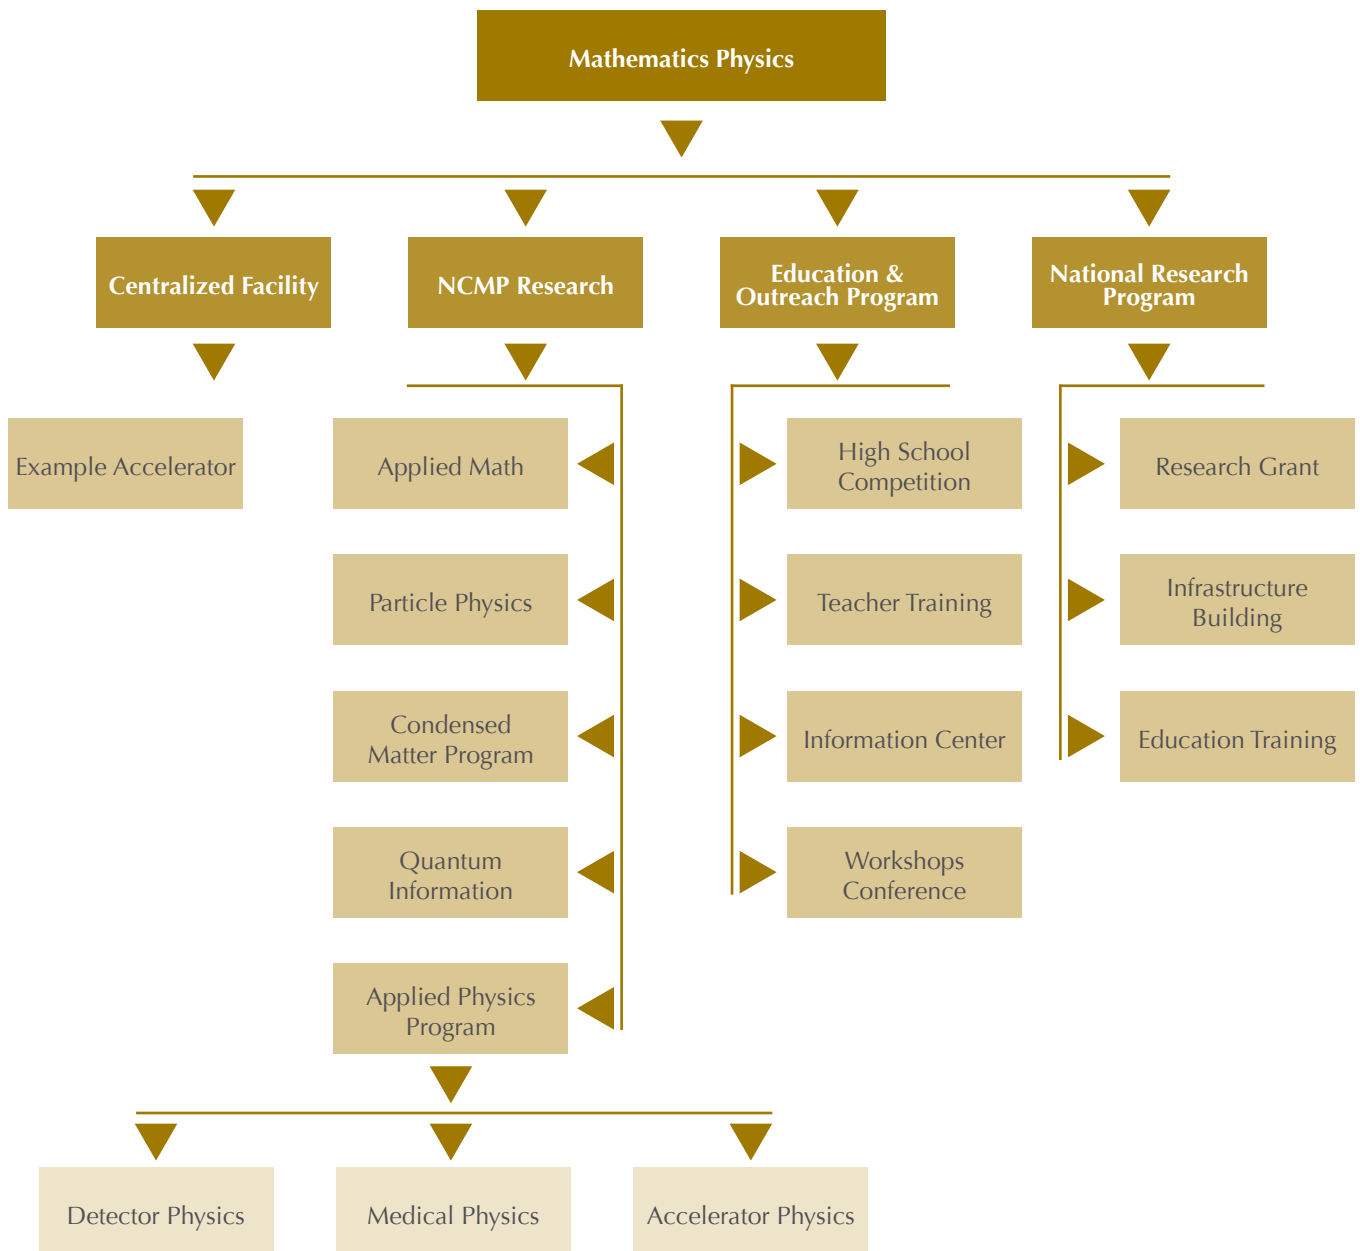 Mathematics Physics
Centralized Facility
NCMP Research
Education &
Outreach Program
National Research
Program
Example Accelerator
Applied Math
High School
Competition
Research Grant
Particle Physics
Teacher Training
Infrastructure
Building
Condensed
Matter Program
Information Center
Education Training
Quantum
Information
Workshops
Conference
Applied Physics
Program
Detector Physics
Medical Physics
Accelerator Physics